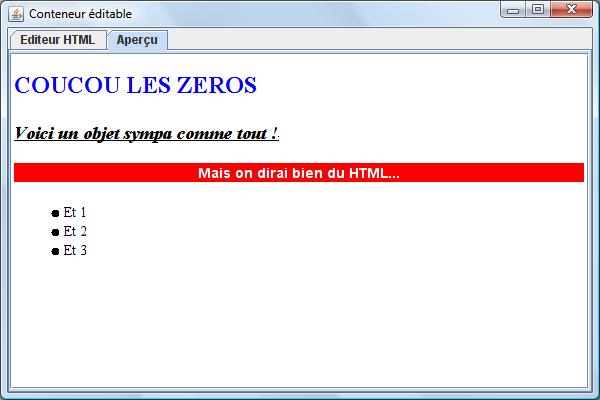 Conteneur éditable
Editeur HTML Aperçu
COUCOU LES ZEROS
Voici un objet sympa comme tout !
Mais on dirai bien du HTML...
Et 1
Et 2
Et 3